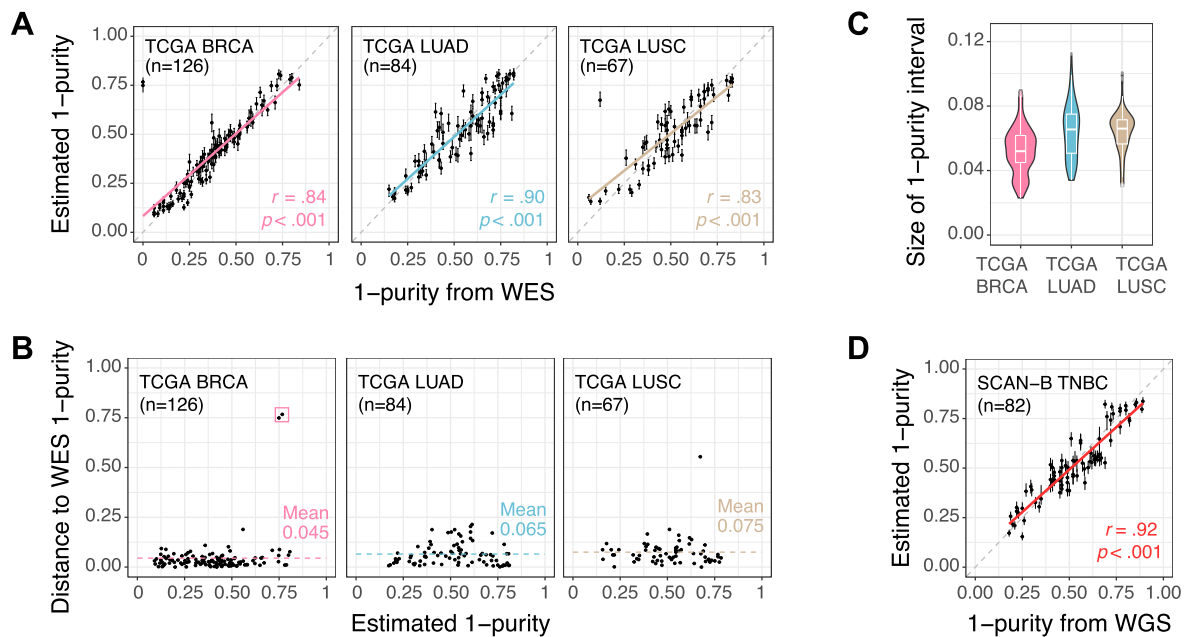 A
Estimated 1−purity
1.00
0.75
0.50
0.25
0.00
TCGA BRCA
(n=126)
r = .84
p< .001
TCGA LUAD
(n=84)
r = .90
p< .001
TCGA LUSC
(n=67)
r = .83
p< .001
0 0.25 0.50 0.75 1
0 0.25 0.50 0.75 1
0 0.25 0.50 0.75 1
1−purity from WES
B
Distance to WES 1−purity
1.00
0.75
0.50
0.25
0.00
TCGA BRCA
(n=126)
Mean
0.045
TCGA LUAD
(n=84)
Mean
0.065
TCGA LUSC
(n=67)
Mean
0.075
0 0.25 0.50 0.75 1
0 0.25 0.50 0.75 1
0 0.25 0.50 0.75 1
Estimated 1−purity
C
Size of 1−purity interval
0.12
0.08
0.04
0.00
TCGA
BRCA
TCGA
LUAD
TCGA
LUSC
D
Estimated 1−purity
1.00
0.75
0.50
0.25
0.00
SCAN−B TNBC
(n=82)
r = .92
p< .001
0.00 0.25 0.50 0.75 1.00
1−purity from WGS